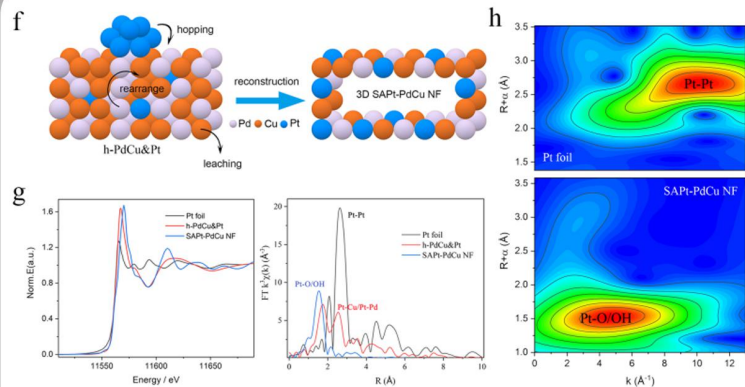 f
hopping
rearrange
reconstruction
3D SAPt-PdCu NF
Pd Cu Pt
h-PdCu&Pt
leaching
g
1.6
1.2
0.8
0.4
0.0
Norm.E(a.u.)
Pt foil
h-PdCu&Pt
SAPt-PdCu NF
11550 11600 11650
Energy / eV
20
15
10
5
0
FT k³χ(k) (Å⁻³)
Pt-Pt
Pt foil
h-PdCu&Pt
SAPt-PdCu NF
Pt-O/OH
Pt-Cu/Pt-Pd
0 1 2 3 4 5 6 7 8 9 10
R (Å)
h
3.5
3.0
2.5
2.0
1.5
R+α (Å)
Pt-Pt
Pt foil
SAPt-PdCu NF
3.5
3.0
2.5
2.0
1.5
1.0
R+α (Å)
Pt-O/OH
0 2 4 6 8 10 12
k (Å⁻¹)